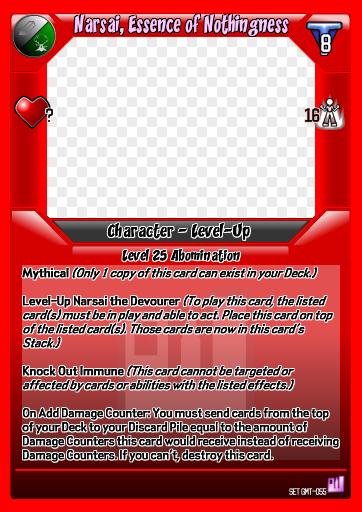 Narsai, Essence of Nothingness
8
?
16
Character - Level-Up
Level 25 Abomination
Mythical (Only 1 copy of this card can exist in your Deck.)
Level-Up Narsai the Devourer (To play this card, the listed
card(s) must be in play and able to act. Place this card on top
of the listed card(s). Those cards are now in this card's
Stack.)
Knock Out Immune (This card cannot be targeted or
affected by cards or abilities with the listed effects.)
On Add Damage Counter: You must send cards from the top
of your Deck to your Discard Pile equal to the amount of
Damage Counters this card would receive instead of receiving
Damage Counters. If you can't, destroy this card.
SET GMT-055